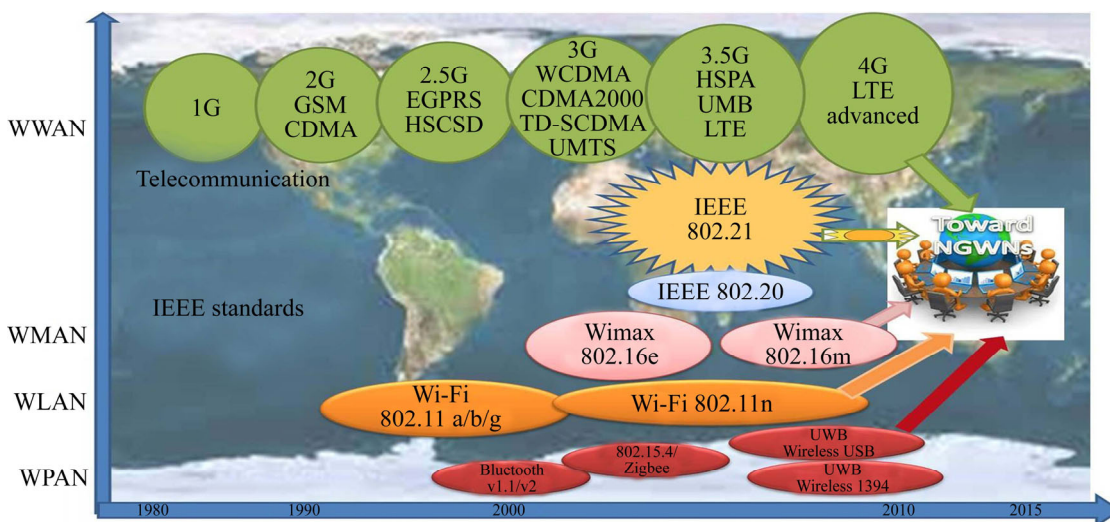 WWAN
1G
2G
GSM
CDMA
2.5G
EGPRS
HSCSD
3G
WCDMA
CDMA2000
TD-SCDMA
UMTS
3.5G
HSPA
UMB
LTE
4G
LTE
advanced
Telecommunication
IEEE
802.21
Toward
NGWNs
IEEE 802.20
IEEE standards
WMAN
Wimax
802.16e
Wimax
802.16m
WLAN
Wi-Fi
802.11 a/b/g
Wi-Fi 802.11n
WPAN
Bluctooth
v1.1/v2
802.15.4/
Zigbee
UWB
Wireless USB
UWB
Wireless 1394
1980
1990
2000
2010
2015